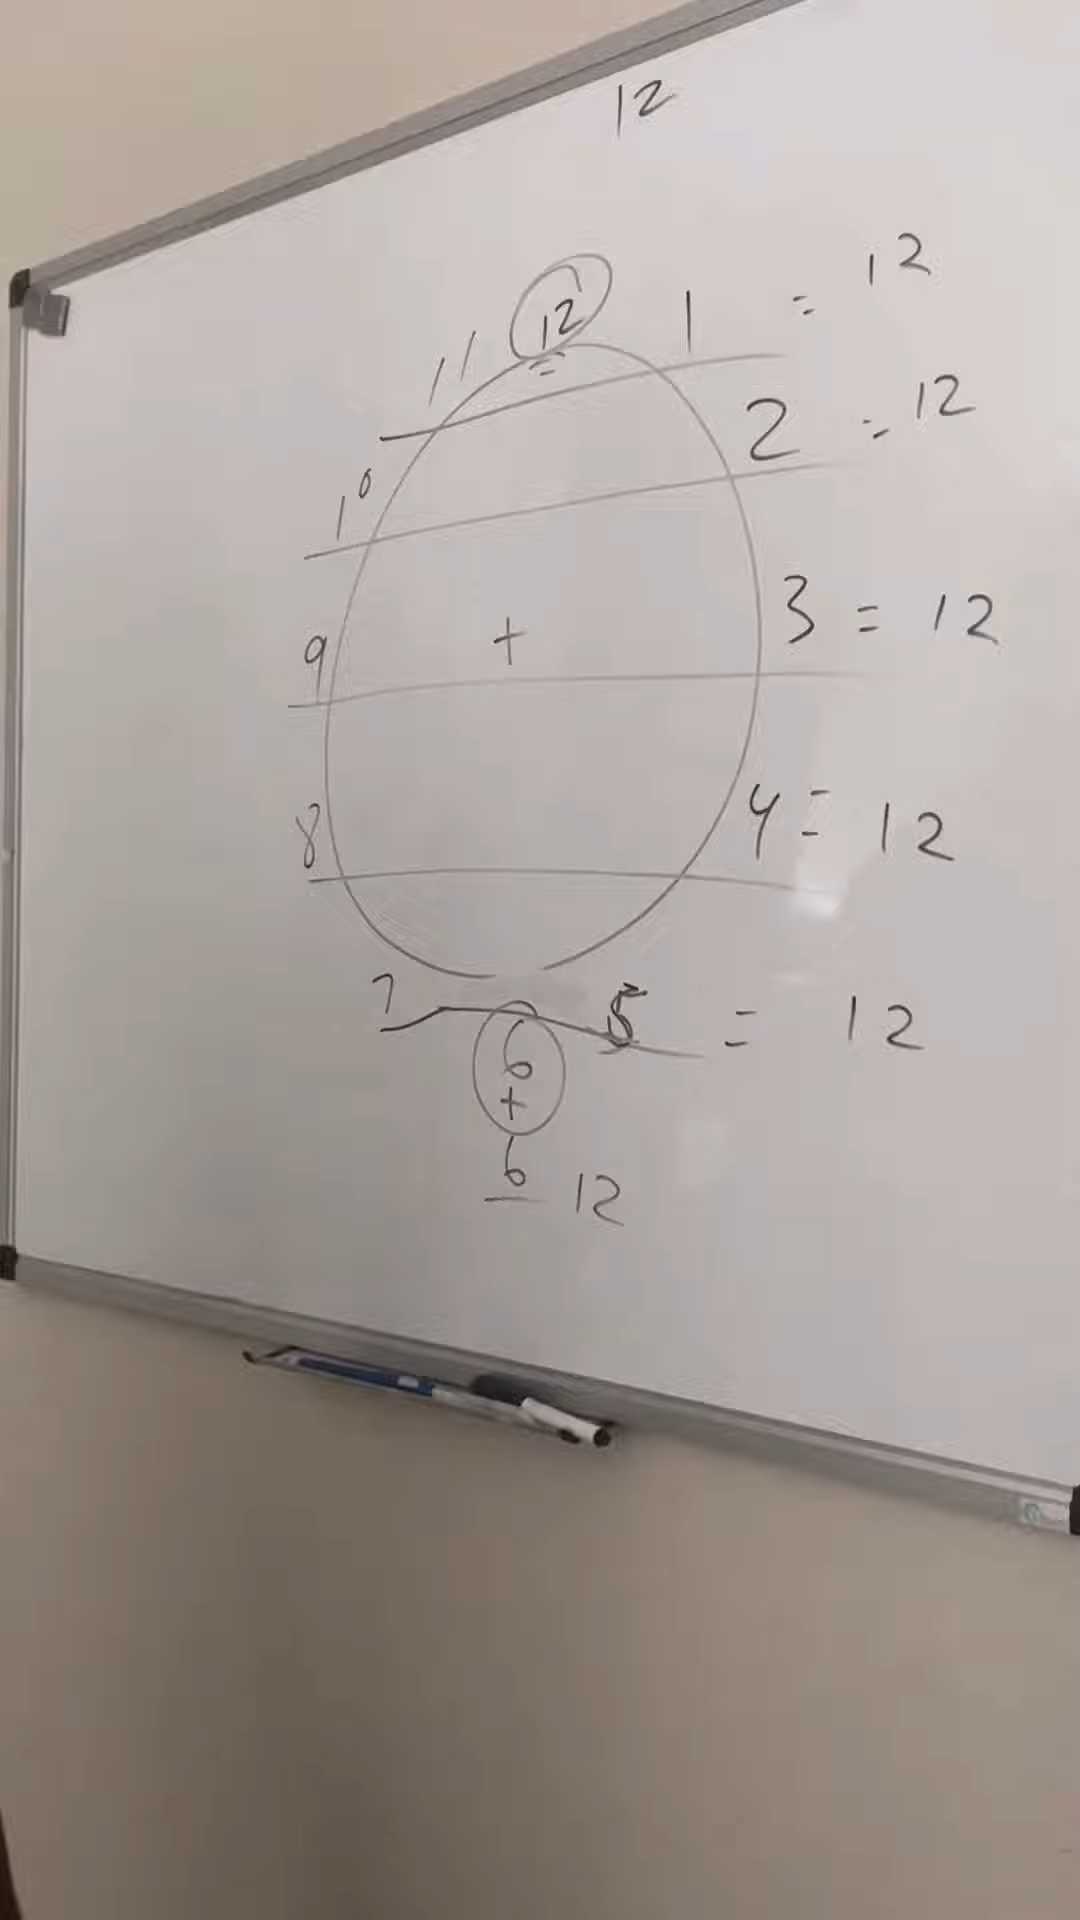 12
11 12 1 = 12
10 2 = 12
9 + 3 = 12
8 4 = 12
7 5 = 12
6
+
6 12